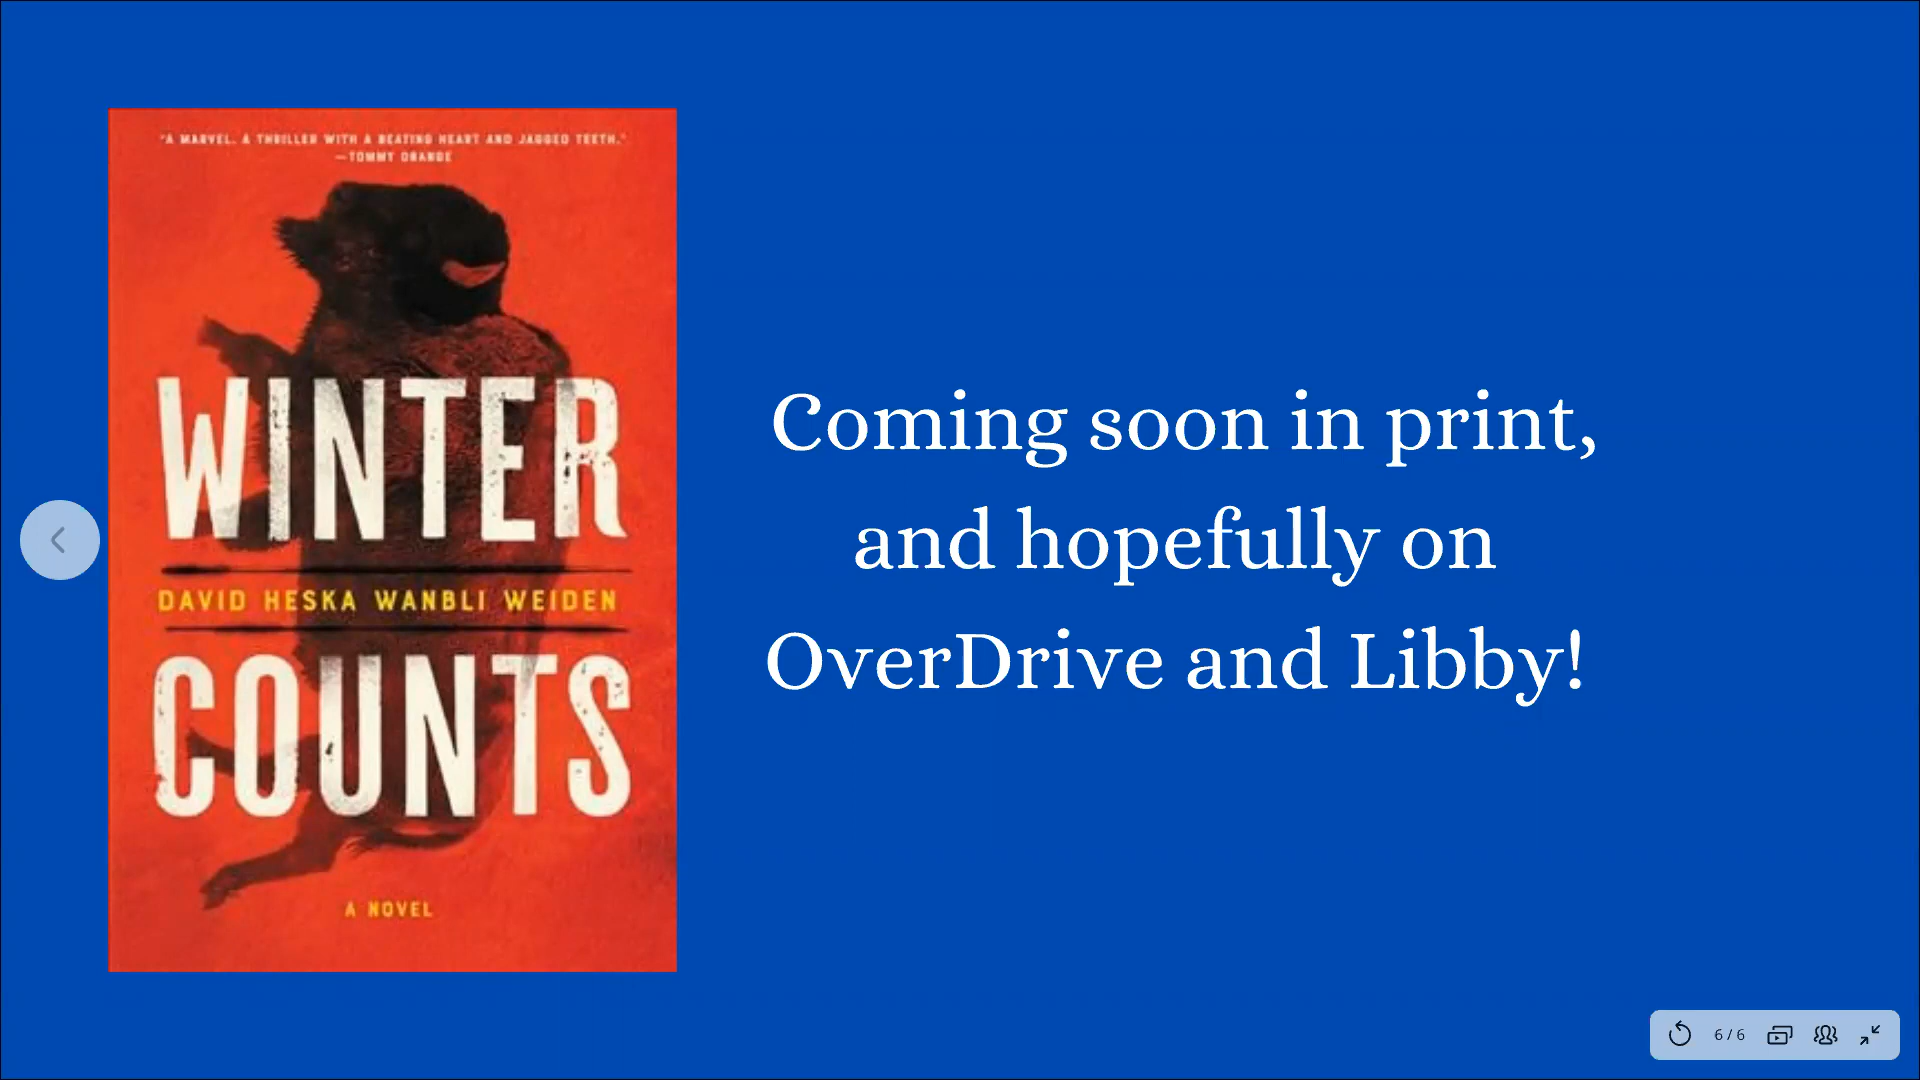 "A MARVEL. A THRILLER WITH A BEATING HEART AND JAGGED TEETH."
—TOMMY ORANGE
WINTER
DAVID HESKA WANBLI WEIDEN
COUNTS
A NOVEL
Coming soon in print,
and hopefully on
OverDrive and Libby!
6 / 6